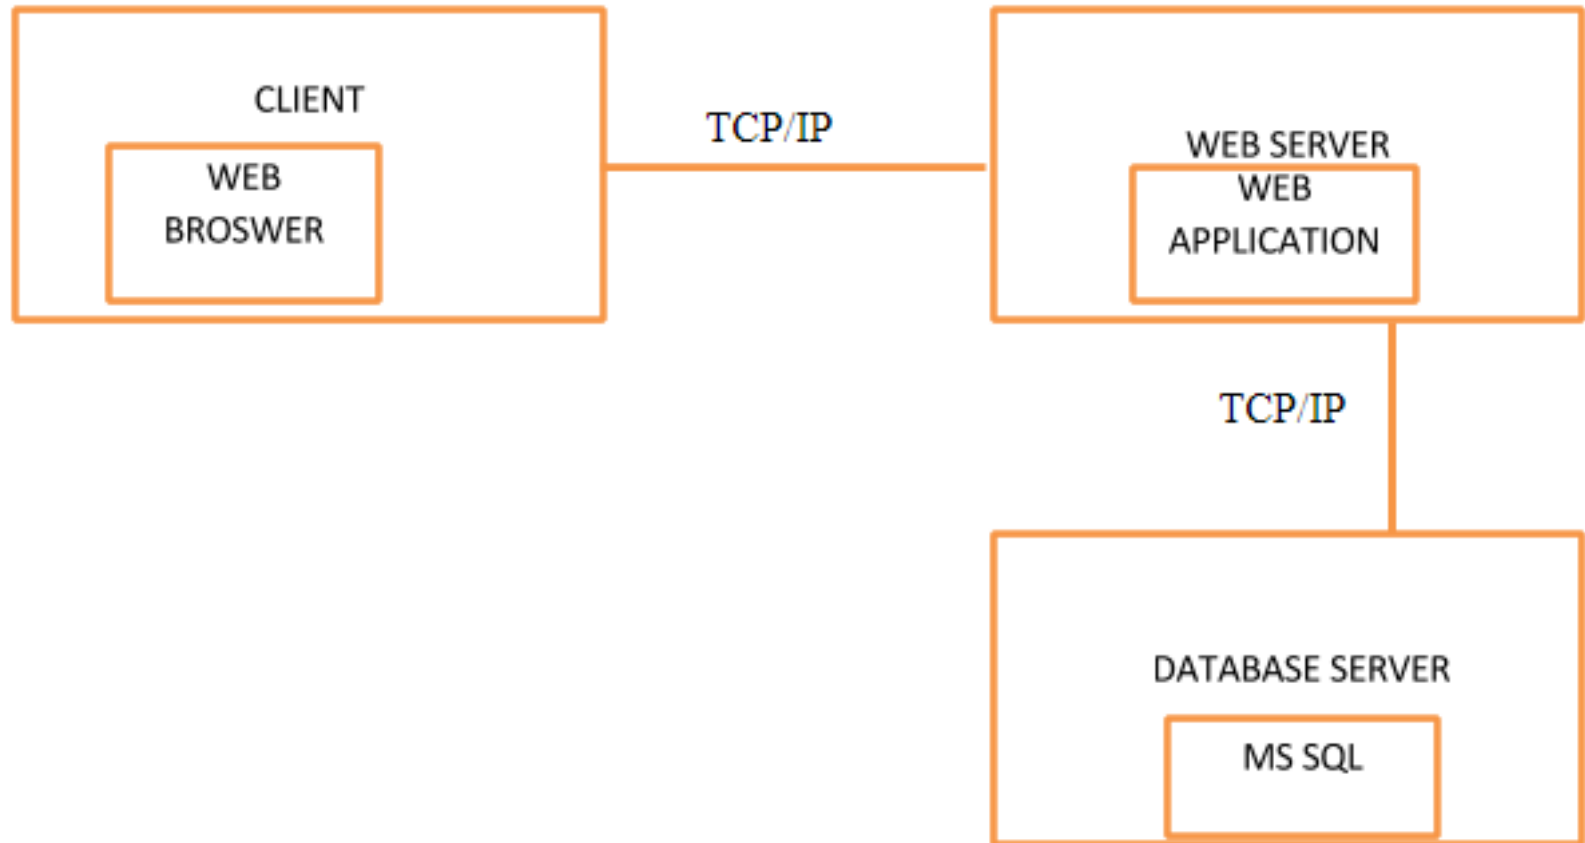 CLIENT
WEB
BROSWER
TCP/IP
WEB SERVER
WEB
APPLICATION
TCP/IP
DATABASE SERVER
MS SQL